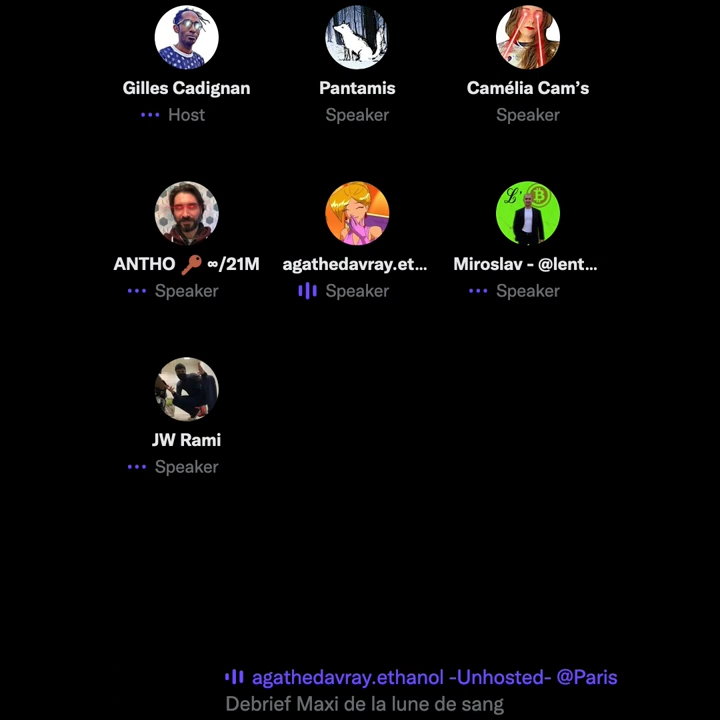 Gilles Cadignan Pantamis Camélia Cam’s
Host Speaker Speaker
ANTHO 🔑 ∞/21M agathedavray.et... Miroslav - @lent...
Speaker Speaker Speaker
JW Rami
Speaker
agathedavray.ethanol -Unhosted- @Paris
Debrief Maxi de la lune de sang